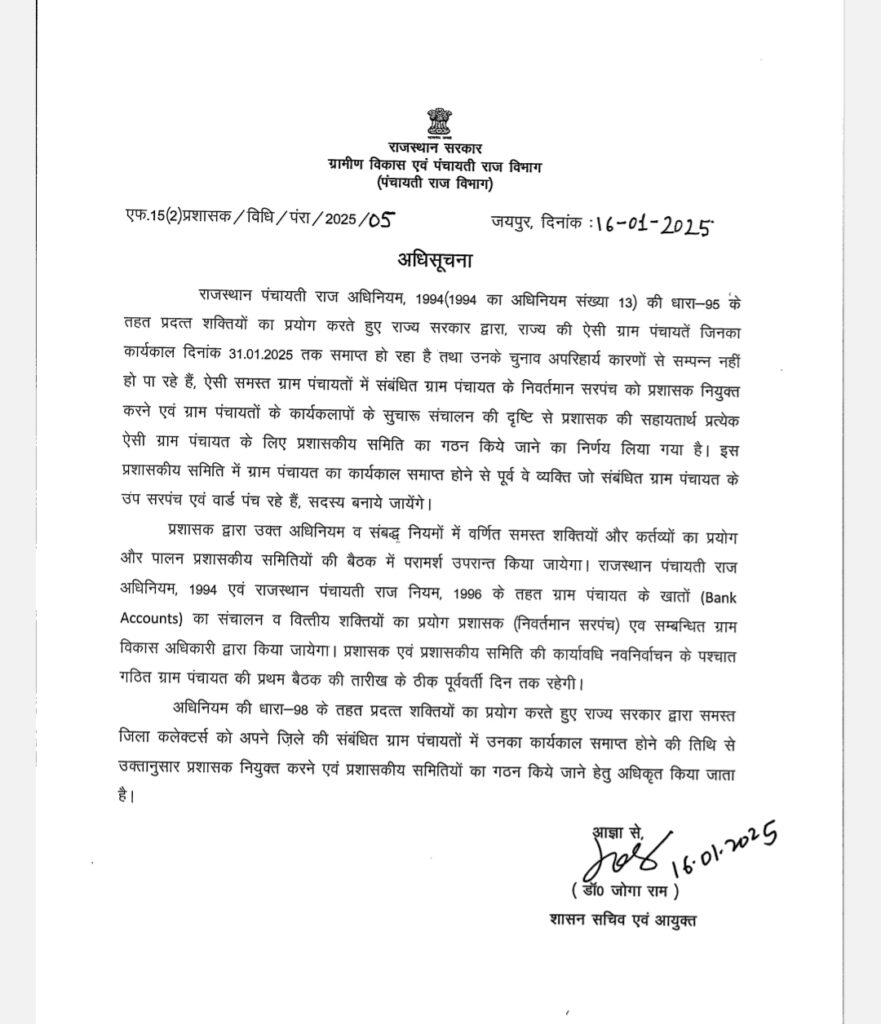 राजस्थान सरकार
ग्रामीण विकास एवं पंचायती राज विभाग
(पंचायती राज विभाग)
एफ.15(2)प्रशासक/विधि/पंरा/2025/05 जयपुर, दिनांक :16-01-2025
अधिसूचना
राजस्थान पंचायती राज अधिनियम, 1994(1994 का अधिनियम संख्या 13) की धारा–95 के
तहत प्रदत्त शक्तियों का प्रयोग करते हुए राज्य सरकार द्वारा, राज्य की ऐसी ग्राम पंचायतें जिनका
कार्यकाल दिनांक 31.01.2025 तक समाप्त हो रहा है तथा उनके चुनाव अपरिहार्य कारणों से सम्पन्न नहीं
हो पा रहे हैं, ऐसी समस्त ग्राम पंचायतों में संबंधित ग्राम पंचायत के निवर्तमान सरपंच को प्रशासक नियुक्त
करने एवं ग्राम पंचायतों के कार्यकलापों के सुचारू संचालन की दृष्टि से प्रशासक की सहायतार्थ प्रत्येक
ऐसी ग्राम पंचायत के लिए प्रशासकीय समिति का गठन किये जाने का निर्णय लिया गया है। इस
प्रशासकीय समिति में ग्राम पंचायत का कार्यकाल समाप्त होने से पूर्व वे व्यक्ति जो संबंधित ग्राम पंचायत के
उप सरपंच एवं वार्ड पंच रहे हैं, सदस्य बनाये जायेंगे।
प्रशासक द्वारा उक्त अधिनियम व संबद्ध नियमों में वर्णित समस्त शक्तियों और कर्तव्यों का प्रयोग
और पालन प्रशासकीय समितियों की बैठक में परामर्श उपरान्त किया जायेगा। राजस्थान पंचायती राज
अधिनियम, 1994 एवं राजस्थान पंचायती राज नियम, 1996 के तहत ग्राम पंचायत के खातों (Bank
Accounts) का संचालन व वित्तीय शक्तियों का प्रयोग प्रशासक (निवर्तमान सरपंच) एव सम्बन्धित ग्राम
विकास अधिकारी द्वारा किया जायेगा। प्रशासक एवं प्रशासकीय समिति की कार्यावधि नवनिर्वाचन के पश्चात
गठित ग्राम पंचायत की प्रथम बैठक की तारीख के ठीक पूर्ववर्ती दिन तक रहेगी।
अधिनियम की धारा–98 के तहत प्रदत्त शक्तियों का प्रयोग करते हुए राज्य सरकार द्वारा समस्त
जिला कलेक्टर्स को अपने ज़िले की संबंधित ग्राम पंचायतों में उनका कार्यकाल समाप्त होने की तिथि से
उक्तानुसार प्रशासक नियुक्त करने एवं प्रशासकीय समितियों का गठन किये जाने हेतु अधिकृत किया जाता
है।
आज्ञा से,
16.01.2025
( डॉ0 जोगा राम )
शासन सचिव एवं आयुक्त